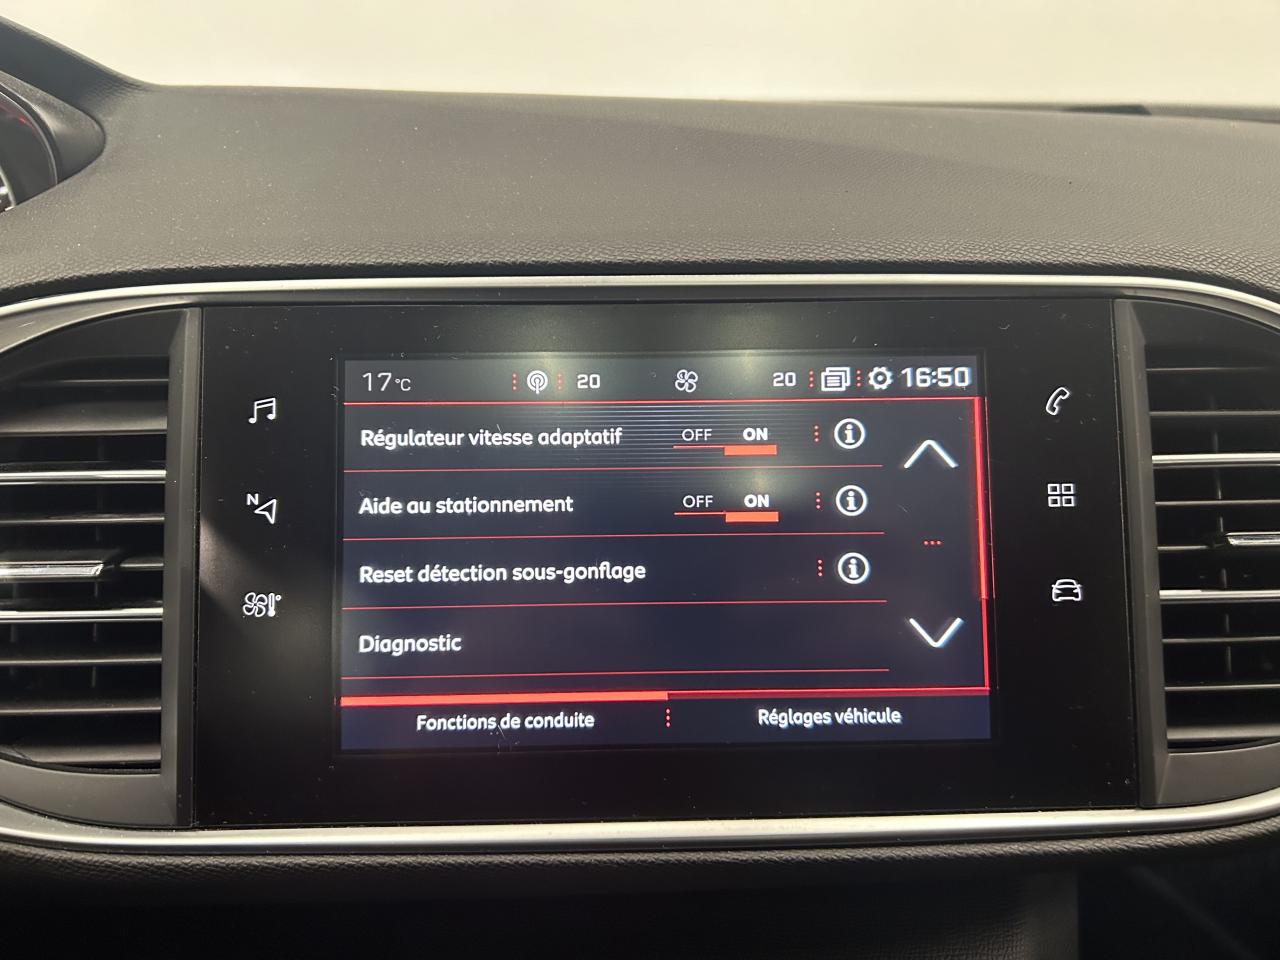 17°C 20 20 16:50
Régulateur vitesse adaptatif OFF ON
Aide au stationnement OFF ON
Reset détection sous-gonflage
Diagnostic
Fonctions de conduite Réglages véhicule
N